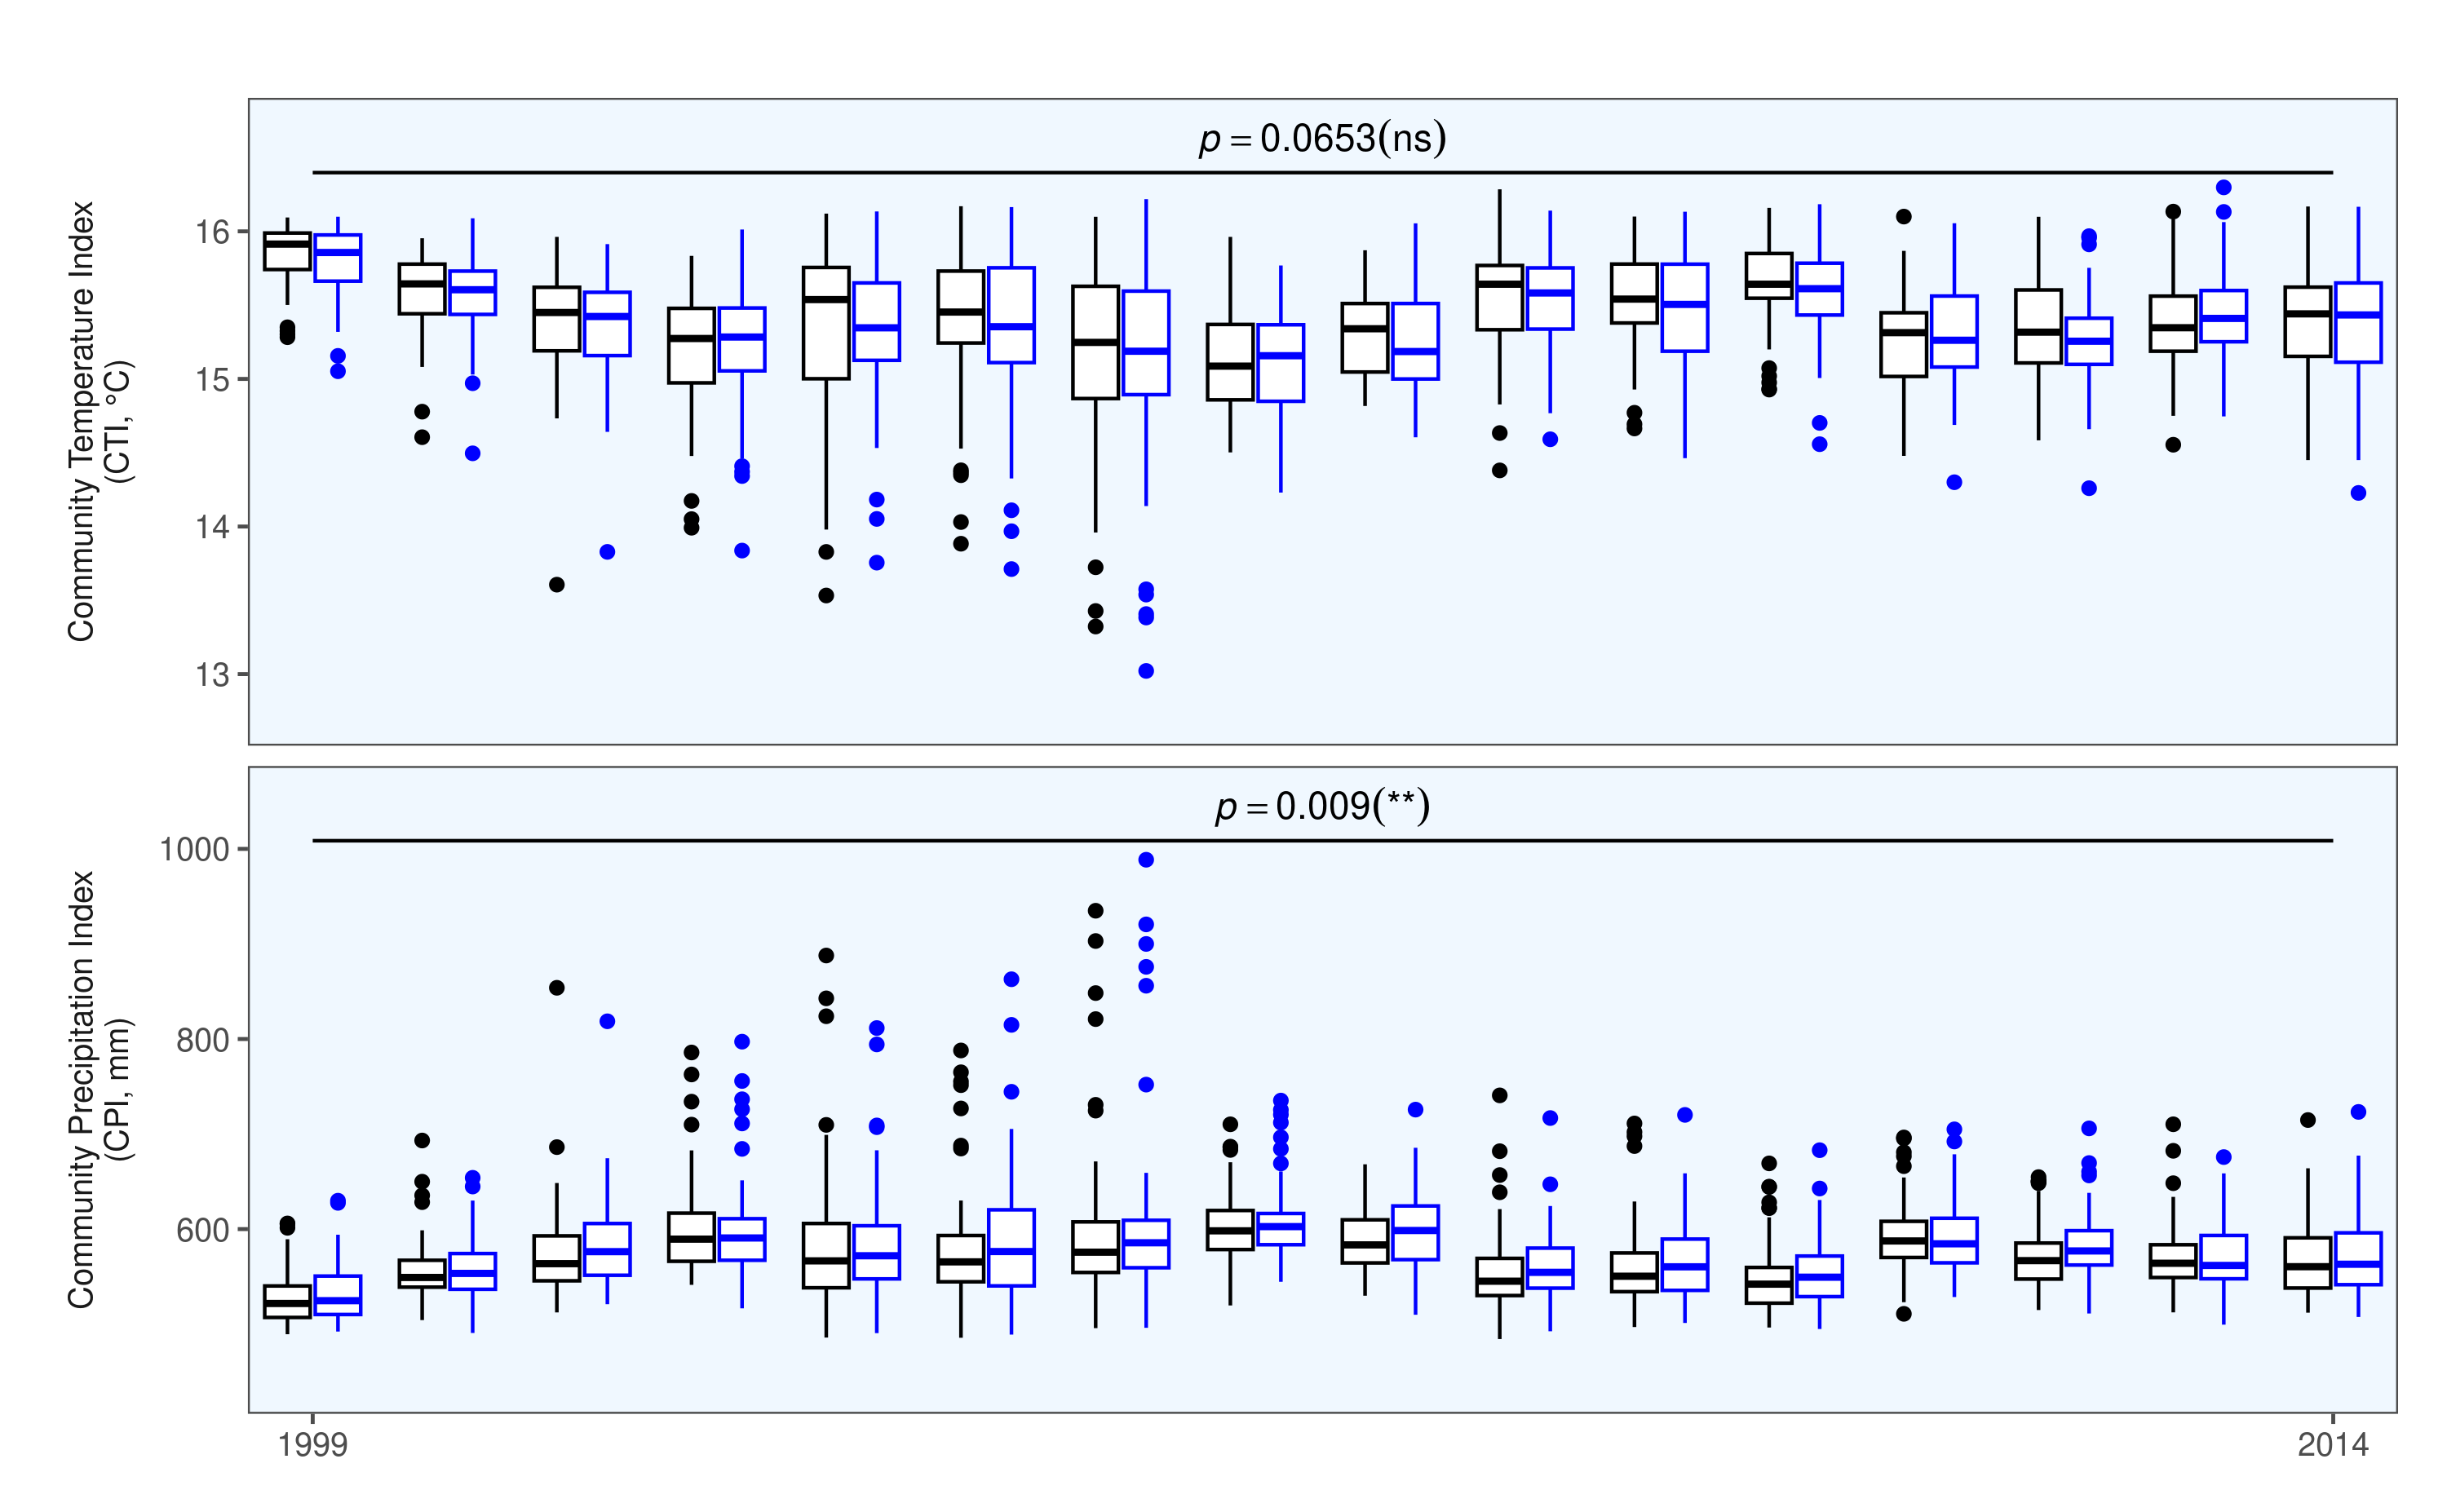 p = 0.0653(ns)
Community Temperature Index
(CTI, °C)
16
15
14
13
p = 0.009(**)
Community Precipitation Index
(CPI, mm)
1000
800
600
1999
2014